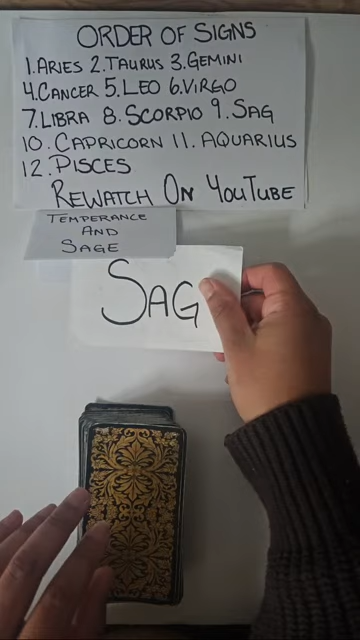 ORDER OF SIGNS
1. ARIES 2. TAURUS 3. GEMINI
4. CANCER 5. LEO 6. VIRGO
7. LIBRA 8. SCORPIO 9. SAG
10. CAPRICORN 11. AQUARIUS
12. PISCES
REWATCH ON YOUTUBE
TEMPERANCE
AND
SAGE
SAG